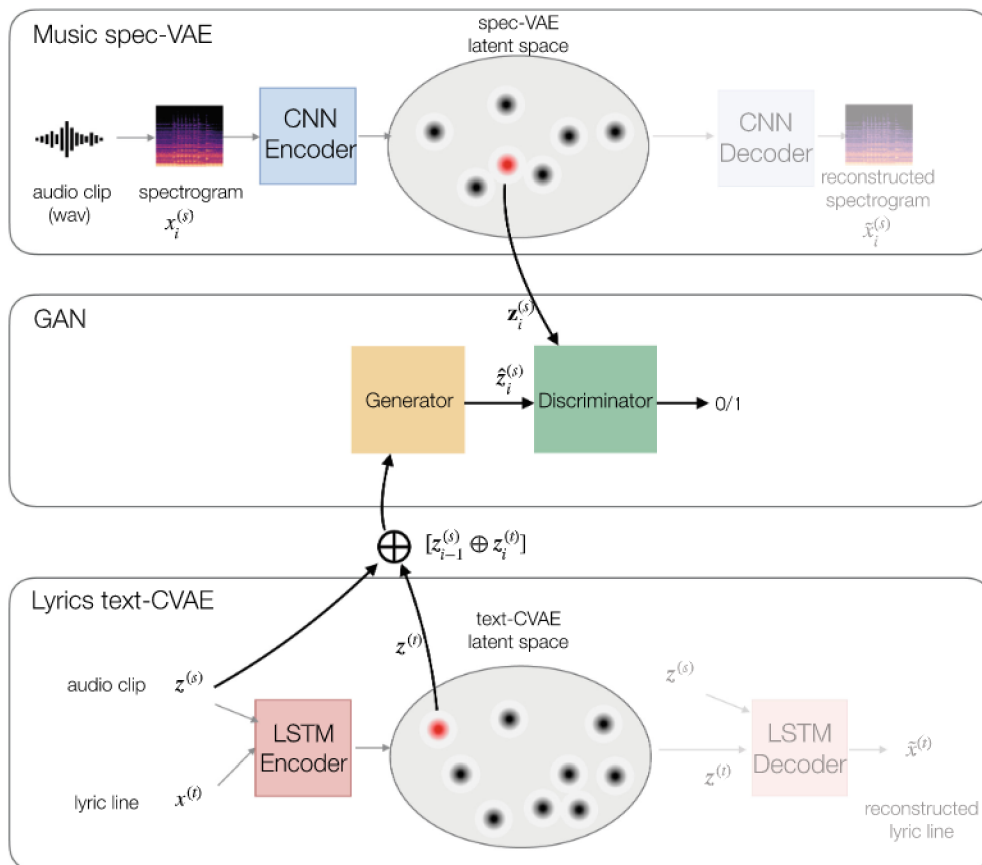 Music spec-VAE
spec-VAE
latent space
CNN
Encoder
CNN
Decoder
audio clip
(wav)
spectrogram
x_i^{(s)}
reconstructed
spectrogram
x̃_i^{(s)}
GAN
z_i^{(s)}
Generator
ẑ_i^{(s)}
Discriminator
0/1
[z_{i-1}^{(s)} ⊕ z_i^{(t)}]
Lyrics text-CVAE
text-CVAE
latent space
z^{(t)}
audio clip z^{(s)}
z^{(s)}
LSTM
Encoder
LSTM
Decoder
x̃^{(t)}
z^{(t)}
lyric line x^{(t)}
reconstructed
lyric line